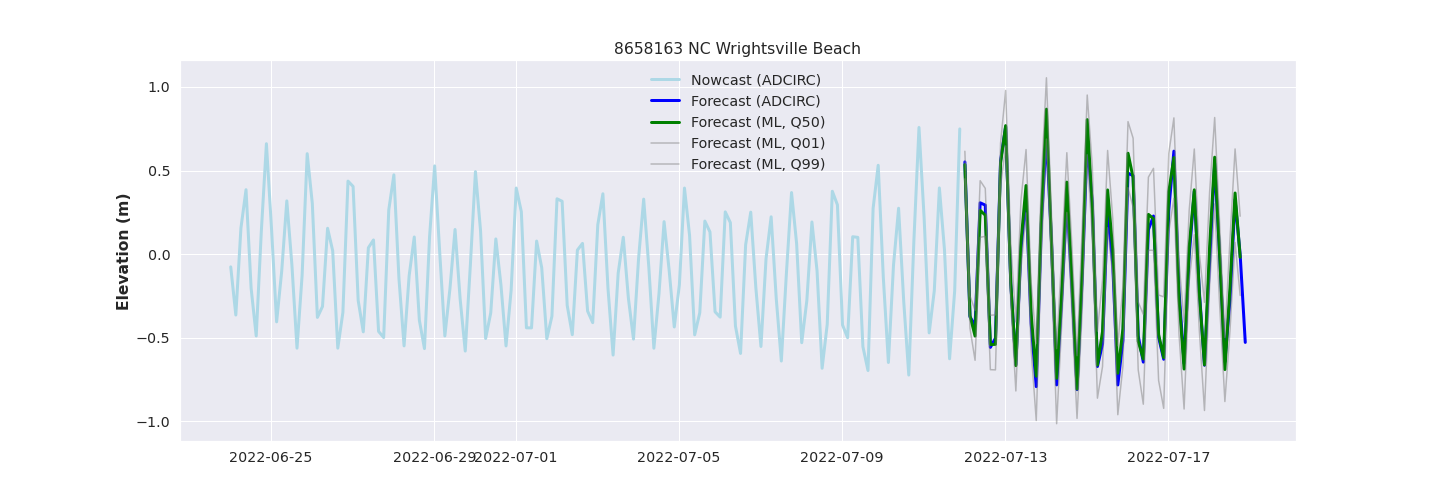 8658163 NC Wrightsville Beach
Nowcast (ADCIRC)
Forecast (ADCIRC)
Forecast (ML, Q50)
Forecast (ML, Q01)
Forecast (ML, Q99)
Elevation (m)
1.0
0.5
0.0
−0.5
−1.0
2022-06-25
2022-06-29
2022-07-01
2022-07-05
2022-07-09
2022-07-13
2022-07-17